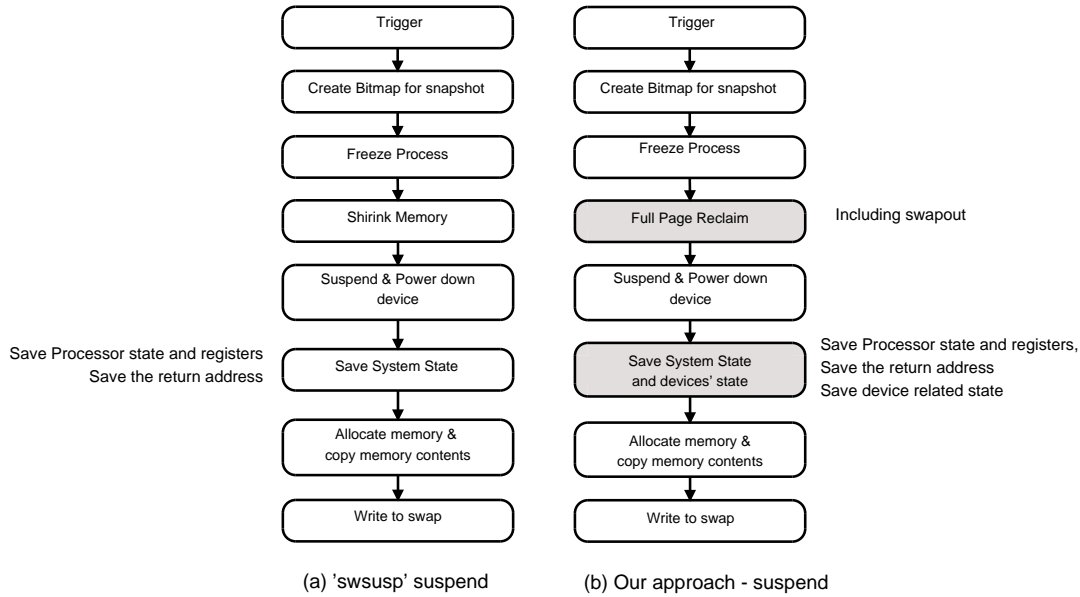 Trigger
Create Bitmap for snapshot
Freeze Process
Shirink Memory
Suspend & Power down
device
Save Processor state and registers
Save the return address
Save System State
Allocate memory &
copy memory contents
Write to swap
(a) 'swsusp' suspend
Trigger
Create Bitmap for snapshot
Freeze Process
Full Page Reclaim
Including swapout
Suspend & Power down
device
Save System State
and devices' state
Save Processor state and registers,
Save the return address
Save device related state
Allocate memory &
copy memory contents
Write to swap
(b) Our approach - suspend